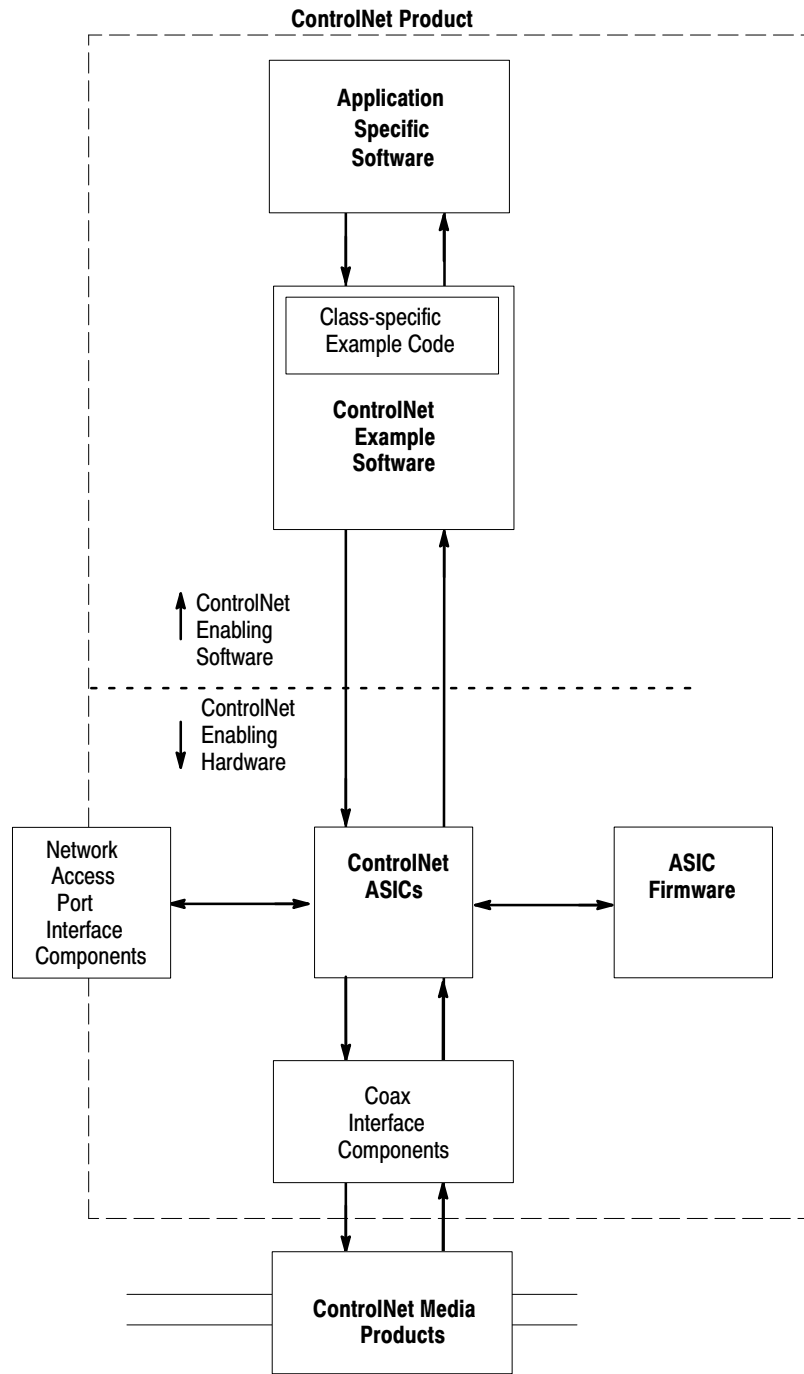 ControlNet Product
Application
Specific
Software
Class-specific
Example Code
ControlNet
Example
Software
ControlNet
Enabling
Software
ControlNet
Enabling
Hardware
Network
Access
Port
Interface
Components
ControlNet
ASICs
ASIC
Firmware
Coax
Interface
Components
ControlNet Media
Products